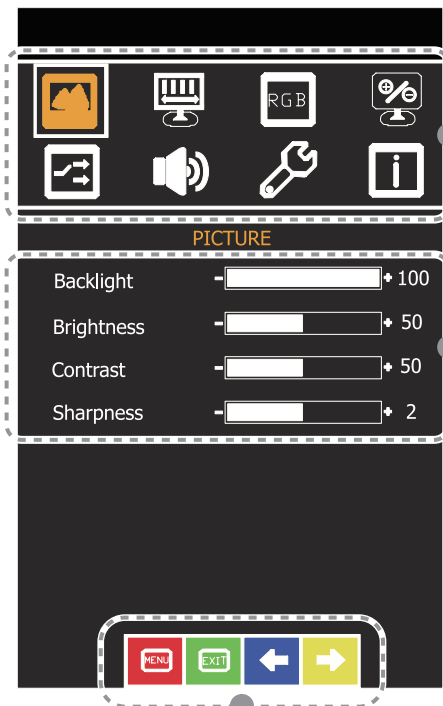 RGB
PICTURE
Backlight - + 100
Brightness - + 50
Contrast - + 50
Sharpness - + 2
MENU EXIT